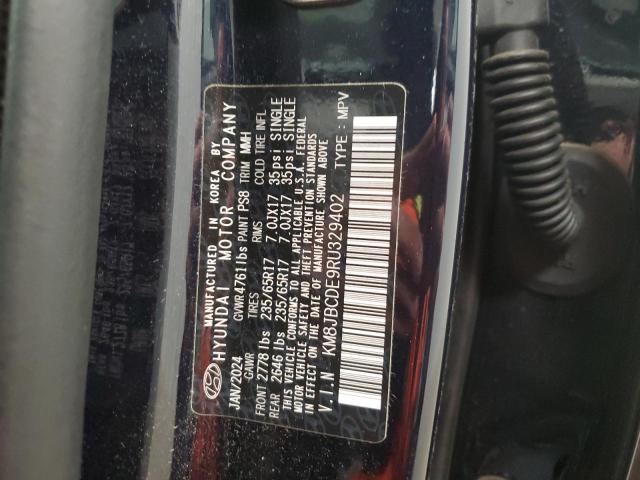 MANUFACTURED IN KOREA BY
HYUNDAI MOTOR COMPANY
JAN/2024 GVWR 4761 lbs PAINT PS8 TRIM MMH
GAWR TIRES RIMS COLD TIRE INFL
FRONT 2778 lbs 235/65R17 7.0JX17 35psi SINGLE
REAR 2646 lbs 235/65R17 7.0JX17 35psi SINGLE
THIS VEHICLE CONFORMS TO ALL APPLICABLE U.S.A. FEDERAL
MOTOR VEHICLE SAFETY AND THEFT PREVENTION STANDARDS
IN EFFECT ON THE DATE OF MANUFACTURE SHOWN ABOVE
V.I.N KM8JBCDE9RU329402 TYPE : MPV